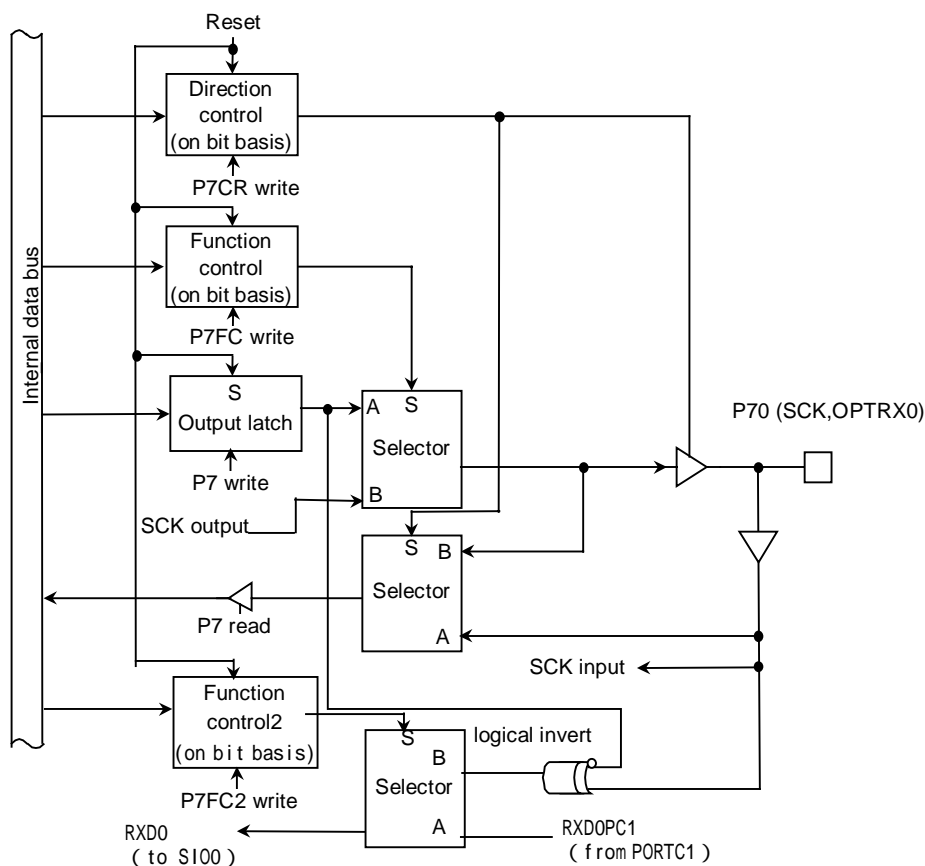 Reset
Direction
control
(on bit basis)
P7CR write
Internal data bus
Function
control
(on bit basis)
P7FC write
S
Output latch
A
S
Selector
B
P7 write
SCK output
P70 (SCK,OPTRX0)
S
B
Selector
A
P7 read
SCK input
Function
control2
(on bit basis)
P7FC2 write
S
logical invert
B
Selector
A
RXD0
(to SIO0)
RXD0PC1
(from PORTC1)